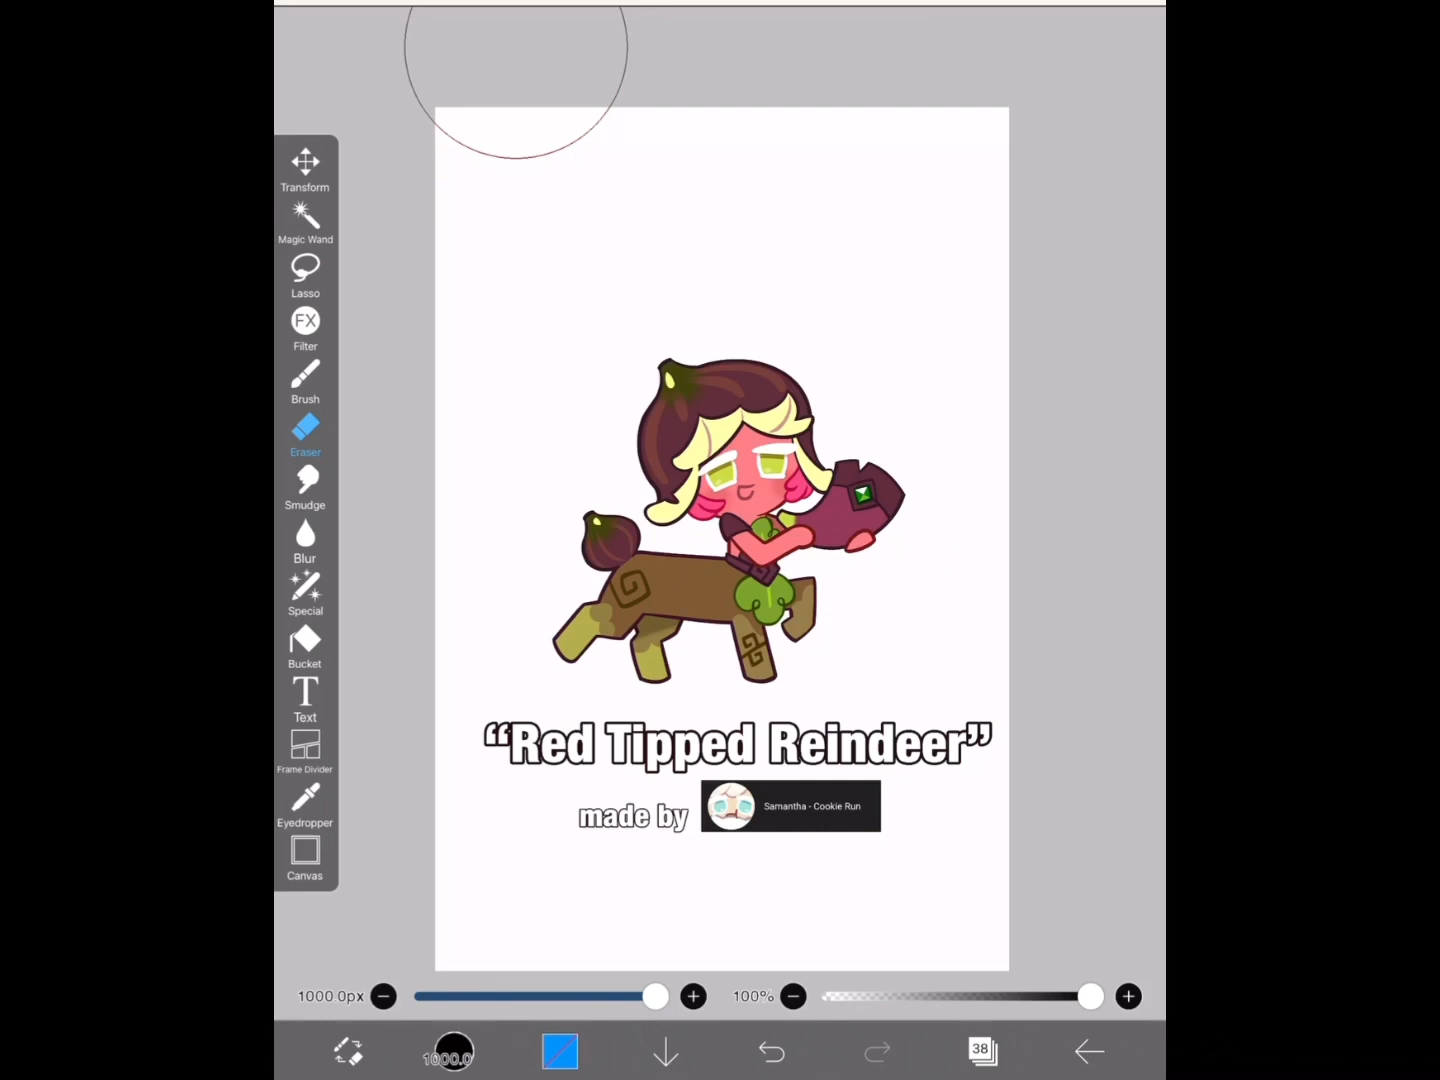 Transform
Magic Wand
Lasso
FX
Filter
Brush
Eraser
Smudge
Blur
Special
Bucket
T
Text
Frame Divider
Eyedropper
Canvas
“Red Tipped Reindeer”
made by
Samantha - Cookie Run
1000.0px
100%
1000.0
38